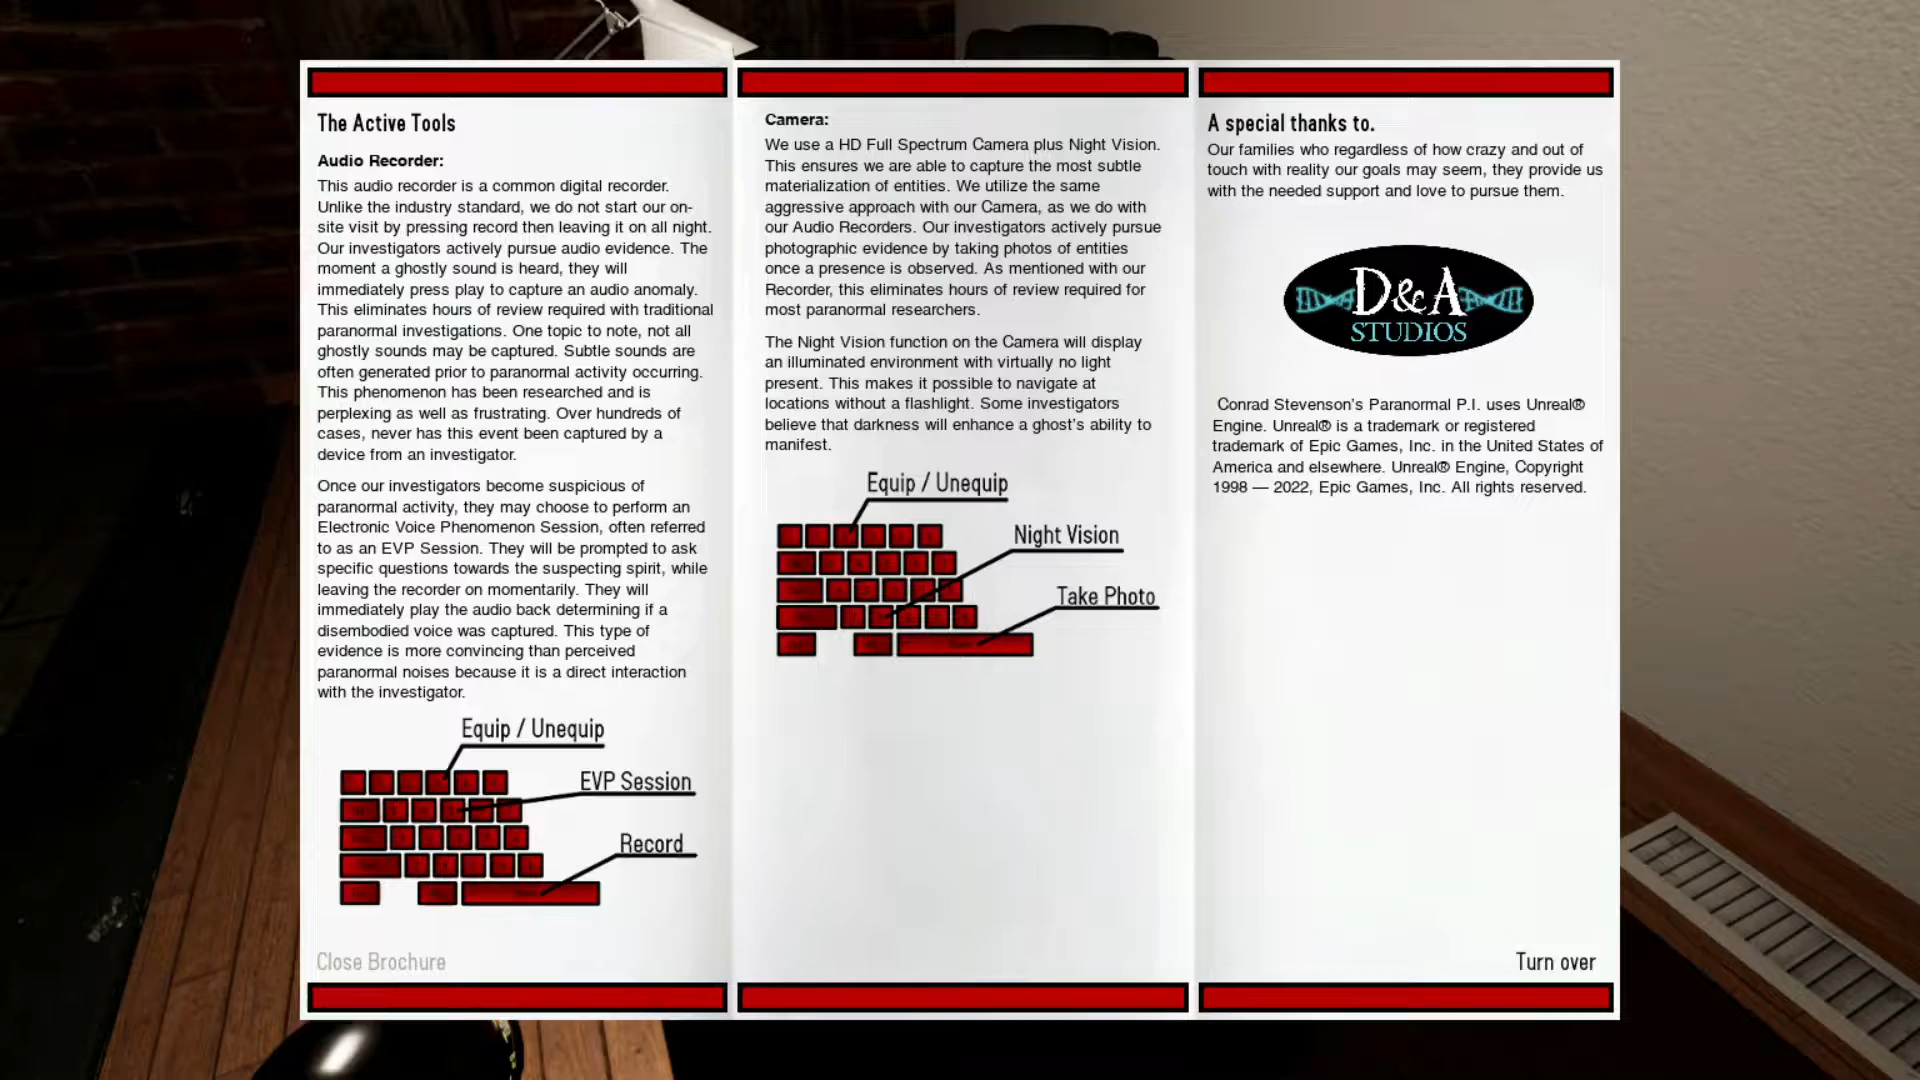 The Active Tools
Audio Recorder:
This audio recorder is a common digital recorder.
Unlike the industry standard, we do not start our on-
site visit by pressing record then leaving it on all night.
Our investigators actively pursue audio evidence. The
moment a ghostly sound is heard, they will
immediately press play to capture an audio anomaly.
This eliminates hours of review required with traditional
paranormal investigations. One topic to note, not all
ghostly sounds may be captured. Subtle sounds are
often generated prior to paranormal activity occurring.
This phenomenon has been researched and is
perplexing as well as frustrating. Over hundreds of
cases, never has this event been captured by a
device from an investigator.
Once our investigators become suspicious of
paranormal activity, they may choose to perform an
Electronic Voice Phenomenon Session, often referred
to as an EVP Session. They will be prompted to ask
specific questions towards the suspecting spirit, while
leaving the recorder on momentarily. They will
immediately play the audio back determining if a
disembodied voice was captured. This type of
evidence is more convincing than perceived
paranormal noises because it is a direct interaction
with the investigator.
Equip / Unequip
EVP Session
Record
Close Brochure
Camera:
We use a HD Full Spectrum Camera plus Night Vision.
This ensures we are able to capture the most subtle
materialization of entities. We utilize the same
aggressive approach with our Camera, as we do with
our Audio Recorders. Our investigators actively pursue
photographic evidence by taking photos of entities
once a presence is observed. As mentioned with our
Recorder, this eliminates hours of review required for
most paranormal researchers.
The Night Vision function on the Camera will display
an illuminated environment with virtually no light
present. This makes it possible to navigate at
locations without a flashlight. Some investigators
believe that darkness will enhance a ghost's ability to
manifest.
Equip / Unequip
Night Vision
Take Photo
A special thanks to.
Our families who regardless of how crazy and out of
touch with reality our goals may seem, they provide us
with the needed support and love to pursue them.
D&A
STUDIOS
Conrad Stevenson's Paranormal P.I. uses Unreal®
Engine. Unreal® is a trademark or registered
trademark of Epic Games, Inc. in the United States of
America and elsewhere. Unreal® Engine, Copyright
1998 — 2022, Epic Games, Inc. All rights reserved.
Turn over